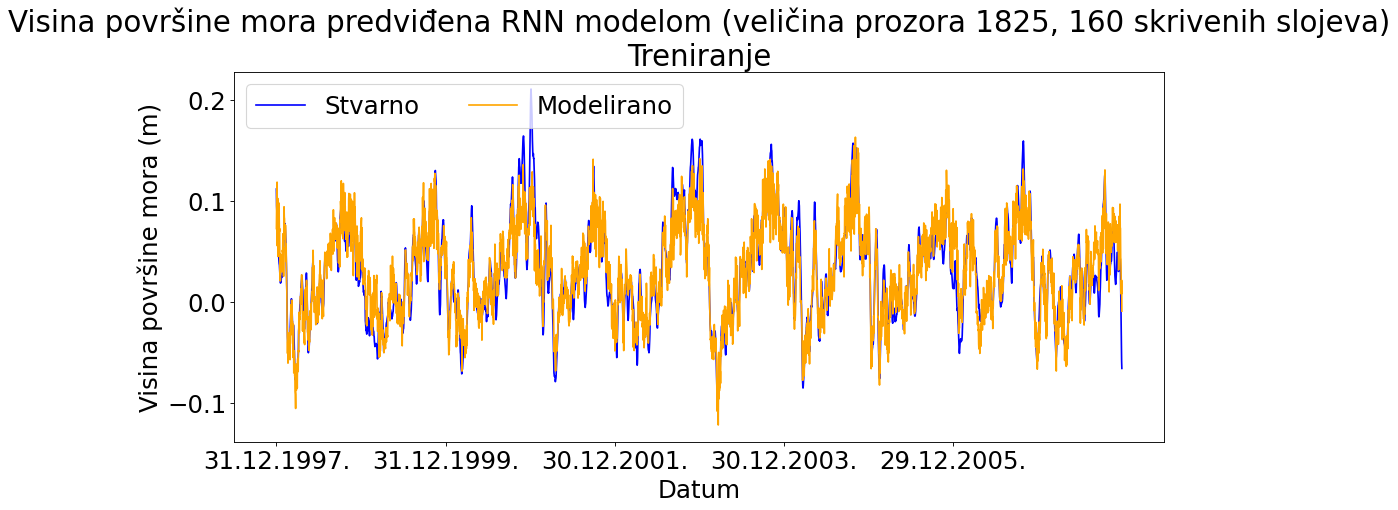 Visina površine mora predviđena RNN modelom (veličina prozora 1825, 160 skrivenih slojeva)
Treniranje
Stvarno
Modelirano
Visina površine mora (m)
0.2
0.1
0.0
−0.1
31.12.1997.
31.12.1999.
30.12.2001.
30.12.2003.
29.12.2005.
Datum